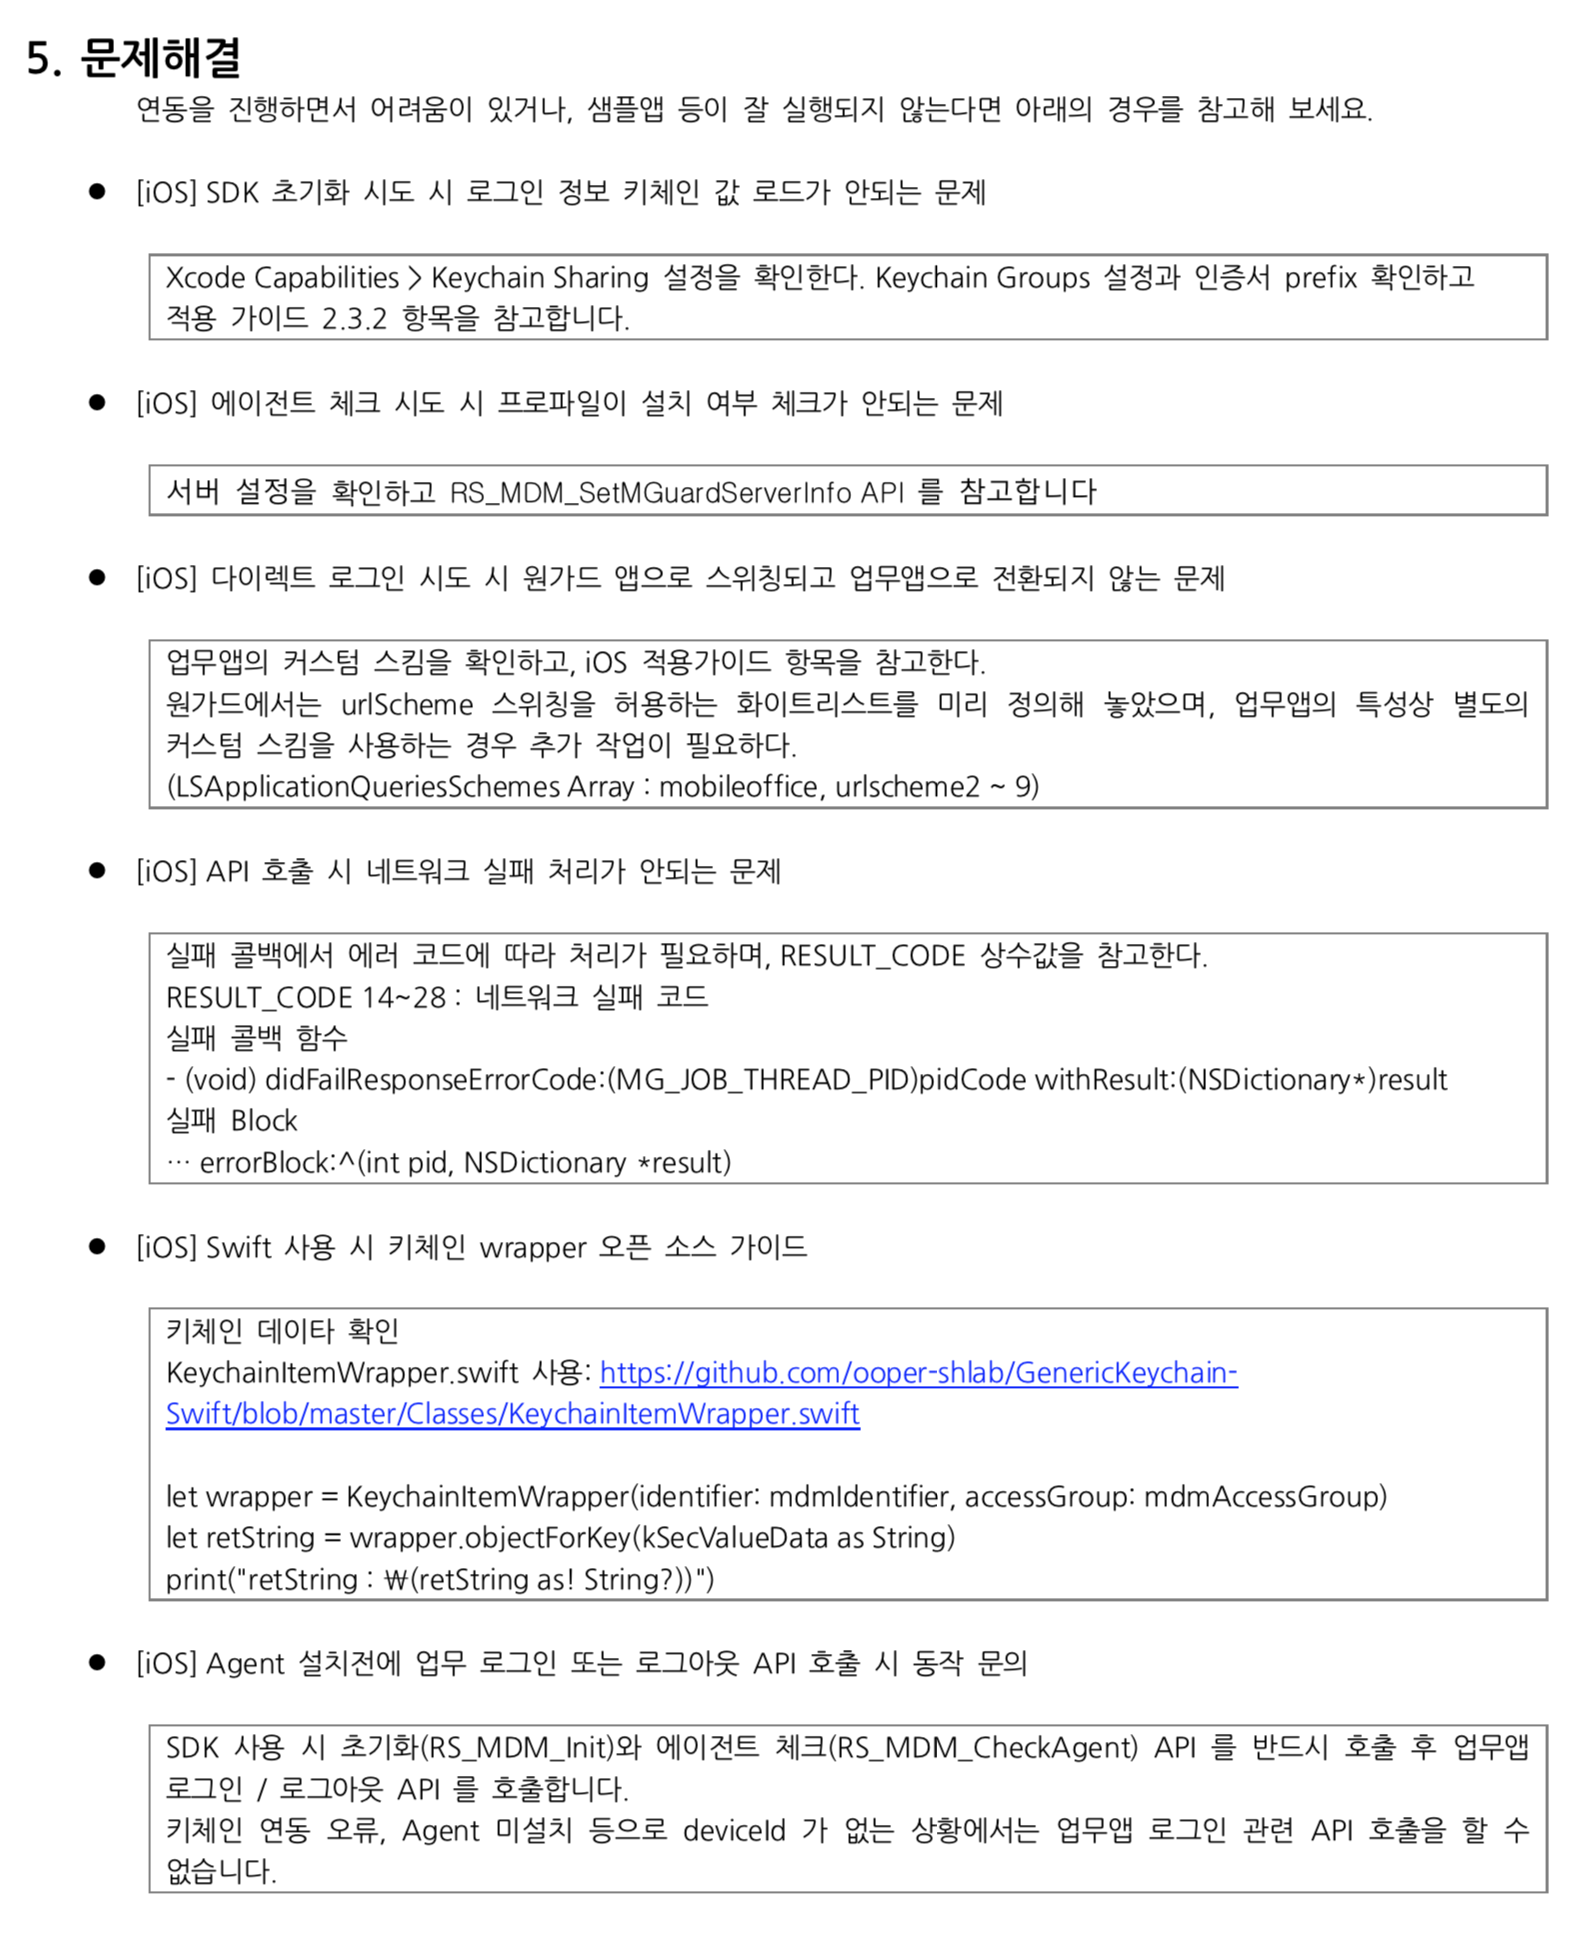 5. 문제해결
연동을 진행하면서 어려움이 있거나, 샘플앱 등이 잘 실행되지 않는다면 아래의 경우를 참고해 보세요.
● [iOS] SDK 초기화 시도 시 로그인 정보 키체인 값 로드가 안되는 문제
Xcode Capabilities > Keychain Sharing 설정을 확인한다. Keychain Groups 설정과 인증서 prefix 확인하고
적용 가이드 2.3.2 항목을 참고합니다.
● [iOS] 에이전트 체크 시도 시 프로파일이 설치 여부 체크가 안되는 문제
서버 설정을 확인하고 RS_MDM_SetMGuardServerInfo API 를 참고합니다
● [iOS] 다이렉트 로그인 시도 시 원가드 앱으로 스위칭되고 업무앱으로 전환되지 않는 문제
업무앱의 커스텀 스킴을 확인하고, iOS 적용가이드 항목을 참고한다.
원가드에서는 urlScheme 스위칭을 허용하는 화이트리스트를 미리 정의해 놓았으며, 업무앱의 특성상 별도의
커스텀 스킴을 사용하는 경우 추가 작업이 필요하다.
(LSApplicationQueriesSchemes Array : mobileoffice, urlscheme2 ~ 9)
● [iOS] API 호출 시 네트워크 실패 처리가 안되는 문제
실패 콜백에서 에러 코드에 따라 처리가 필요하며, RESULT_CODE 상수값을 참고한다.
RESULT_CODE 14~28 : 네트워크 실패 코드
실패 콜백 함수
- (void) didFailResponseErrorCode:(MG_JOB_THREAD_PID)pidCode withResult:(NSDictionary*)result
실패 Block
… errorBlock:^(int pid, NSDictionary *result)
● [iOS] Swift 사용 시 키체인 wrapper 오픈 소스 가이드
키체인 데이타 확인
KeychainItemWrapper.swift 사용: https://github.com/ooper-shlab/GenericKeychain-
Swift/blob/master/Classes/KeychainItemWrapper.swift
let wrapper = KeychainItemWrapper(identifier: mdmIdentifier, accessGroup: mdmAccessGroup)
let retString = wrapper.objectForKey(kSecValueData as String)
print("retString : ₩(retString as! String?))")
● [iOS] Agent 설치전에 업무 로그인 또는 로그아웃 API 호출 시 동작 문의
SDK 사용 시 초기화(RS_MDM_Init)와 에이전트 체크(RS_MDM_CheckAgent) API 를 반드시 호출 후 업무앱
로그인 / 로그아웃 API 를 호출합니다.
키체인 연동 오류, Agent 미설치 등으로 deviceId 가 없는 상황에서는 업무앱 로그인 관련 API 호출을 할 수
없습니다.